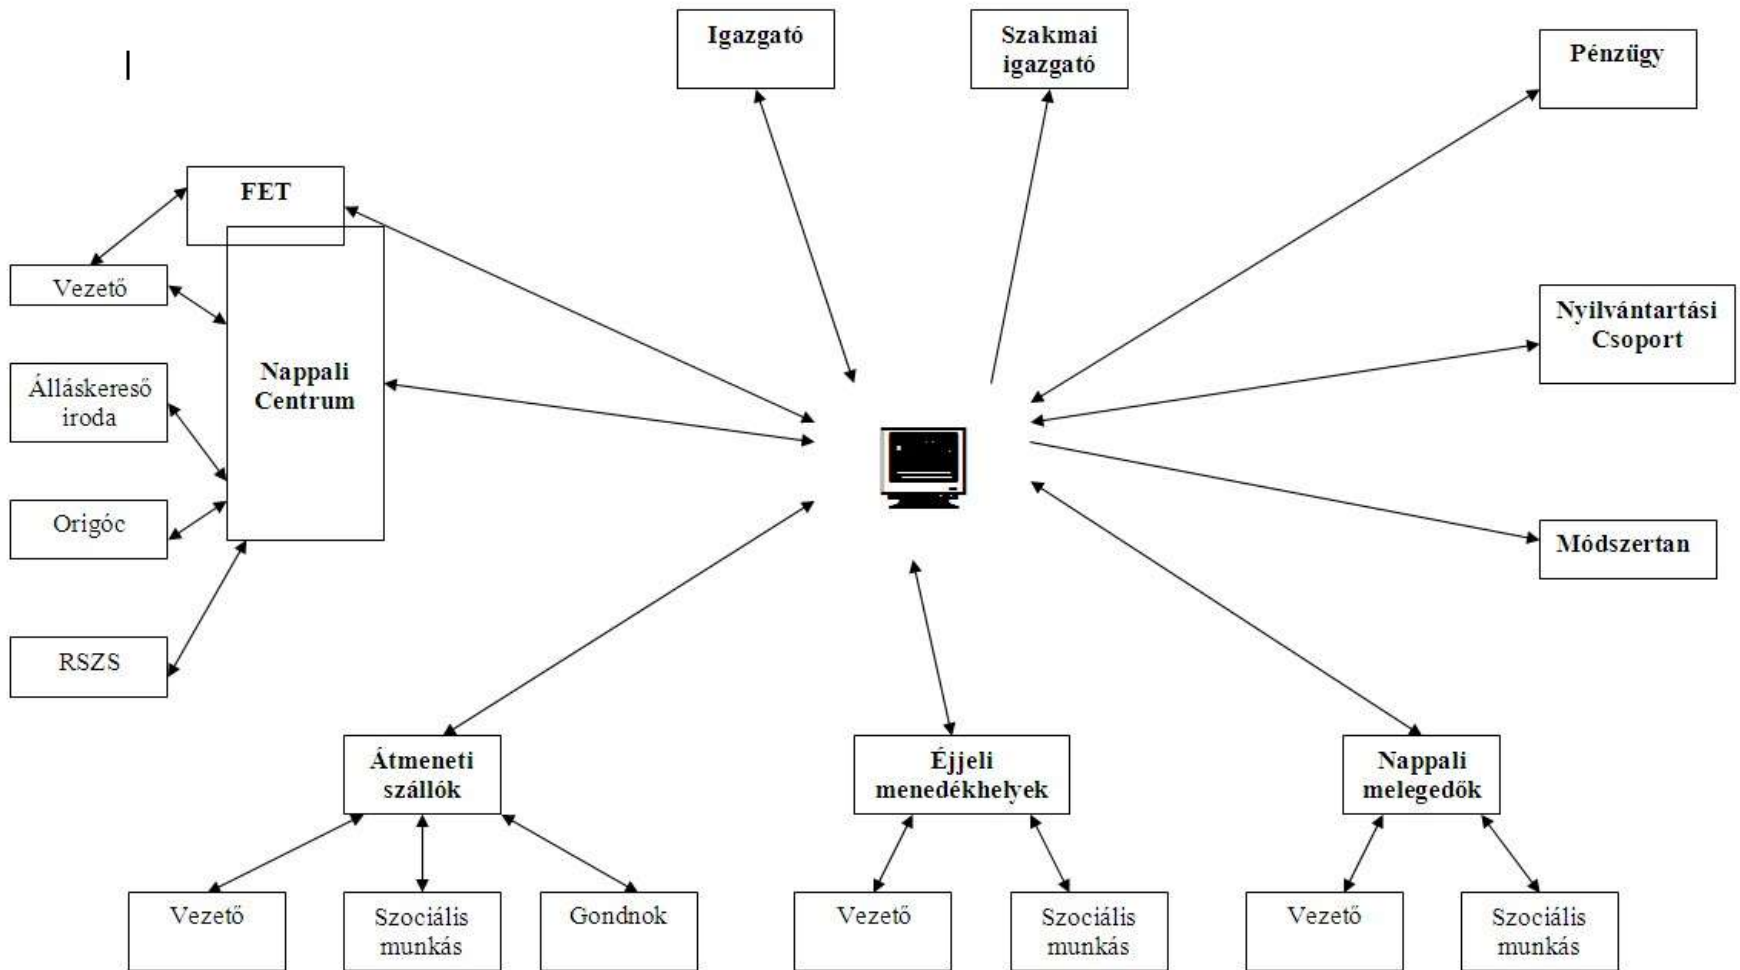 Igazgató
Szakmai
igazgató
Pénzügy
FET
Vezető
Nappali
Centrum
Álláskereső
iroda
Origóc
RSZS
Nyilvántartási
Csoport
Módszertan
Átmeneti
szállók
Éjjeli
menedékhelyek
Nappali
melegedők
Vezető
Szociális
munkás
Gondnok
Vezető
Szociális
munkás
Vezető
Szociális
munkás